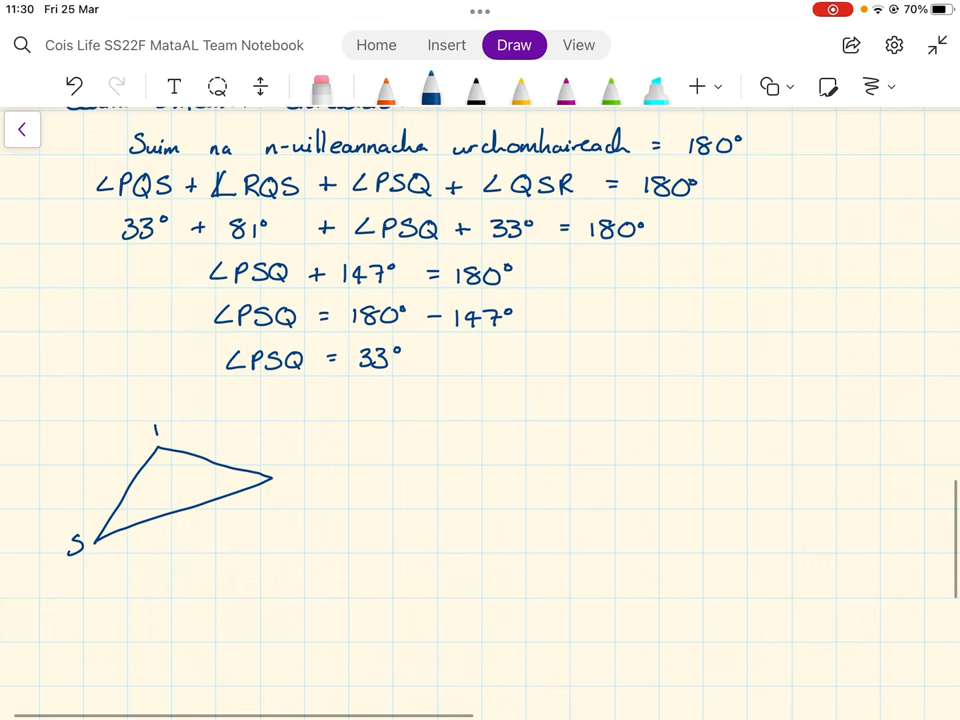 11:30 Fri 25 Mar
70%
Cois Life SS22F MataAL Team Notebook
Home Insert Draw View
Suim na n-uilleannacha urchomhaireach = 180°
∠PQS + ∠RQS + ∠PSQ + ∠QSR = 180°
33° + 81° + ∠PSQ + 33° = 180°
∠PSQ + 147° = 180°
∠PSQ = 180° - 147°
∠PSQ = 33°
S